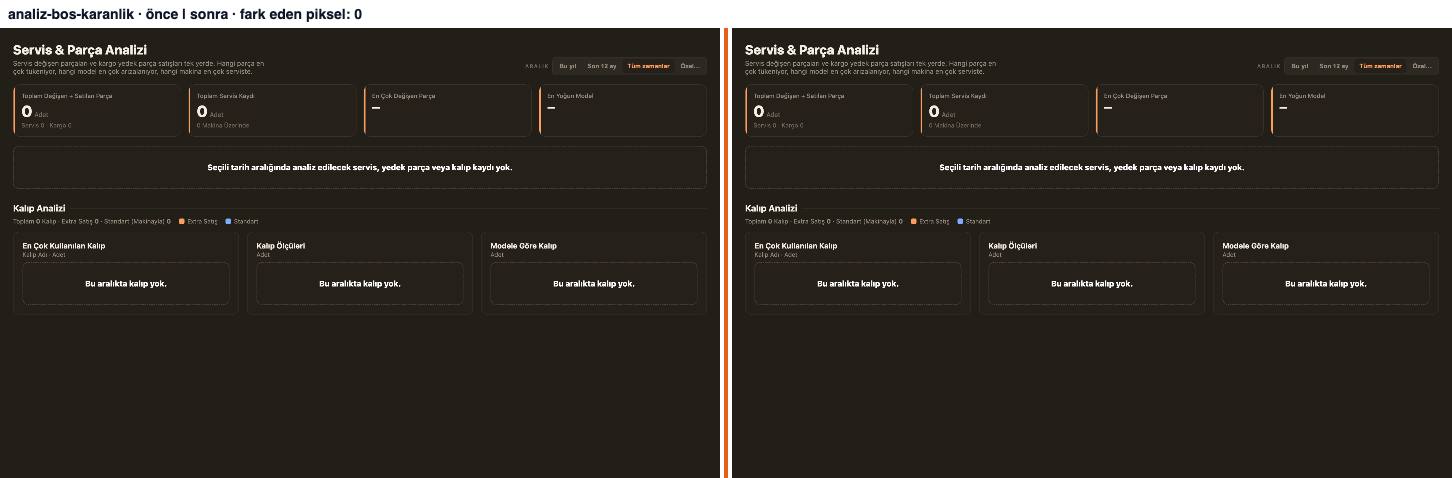 analiz-bos-karanlik · önce | sonra · fark eden piksel: 0
Servis & Parça Analizi
Servis değişen parçaları ve kargo yedek parça satışları tek yerde. Hangi parça en
çok tükeniyor, hangi model en çok arızalanıyor, hangi makina en çok serviste.
ARALIK Bu yıl Son 12 ay Tüm zamanlar Özel...
Toplam Değişen + Satılan Parça
0 Adet
Servis 0 · Kargo 0
Toplam Servis Kaydı
0 Adet
0 Makina Üzerinde
En Çok Değişen Parça
—
En Yoğun Model
—
Seçili tarih aralığında analiz edilecek servis, yedek parça veya kalıp kaydı yok.
Kalıp Analizi
Toplam 0 Kalıp · Extra Satış 0 · Standart (Makinayla) 0 Extra Satış Standart
En Çok Kullanılan Kalıp
Kalıp Adı · Adet
Bu aralıkta kalıp yok.
Kalıp Ölçüleri
Adet
Bu aralıkta kalıp yok.
Modele Göre Kalıp
Adet
Bu aralıkta kalıp yok.
Servis & Parça Analizi
Servis değişen parçaları ve kargo yedek parça satışları tek yerde. Hangi parça en
çok tükeniyor, hangi model en çok arızalanıyor, hangi makina en çok serviste.
ARALIK Bu yıl Son 12 ay Tüm zamanlar Özel...
Toplam Değişen + Satılan Parça
0 Adet
Servis 0 · Kargo 0
Toplam Servis Kaydı
0 Adet
0 Makina Üzerinde
En Çok Değişen Parça
—
En Yoğun Model
—
Seçili tarih aralığında analiz edilecek servis, yedek parça veya kalıp kaydı yok.
Kalıp Analizi
Toplam 0 Kalıp · Extra Satış 0 · Standart (Makinayla) 0 Extra Satış Standart
En Çok Kullanılan Kalıp
Kalıp Adı · Adet
Bu aralıkta kalıp yok.
Kalıp Ölçüleri
Adet
Bu aralıkta kalıp yok.
Modele Göre Kalıp
Adet
Bu aralıkta kalıp yok.